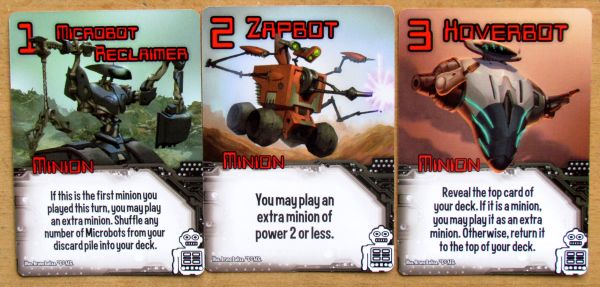 1 Microbot
Reclaimer
Minion
If this is the first minion you
played this turn, you may play
an extra minion. Shuffle any
number of Microbots from your
discard pile into your deck.
2 Zapbot
Minion
You may play an
extra minion of
power 2 or less.
3 Hoverbot
Minion
Reveal the top card of
your deck. If it is a minion,
you may play it as an extra
minion. Otherwise, return it
to the top of your deck.